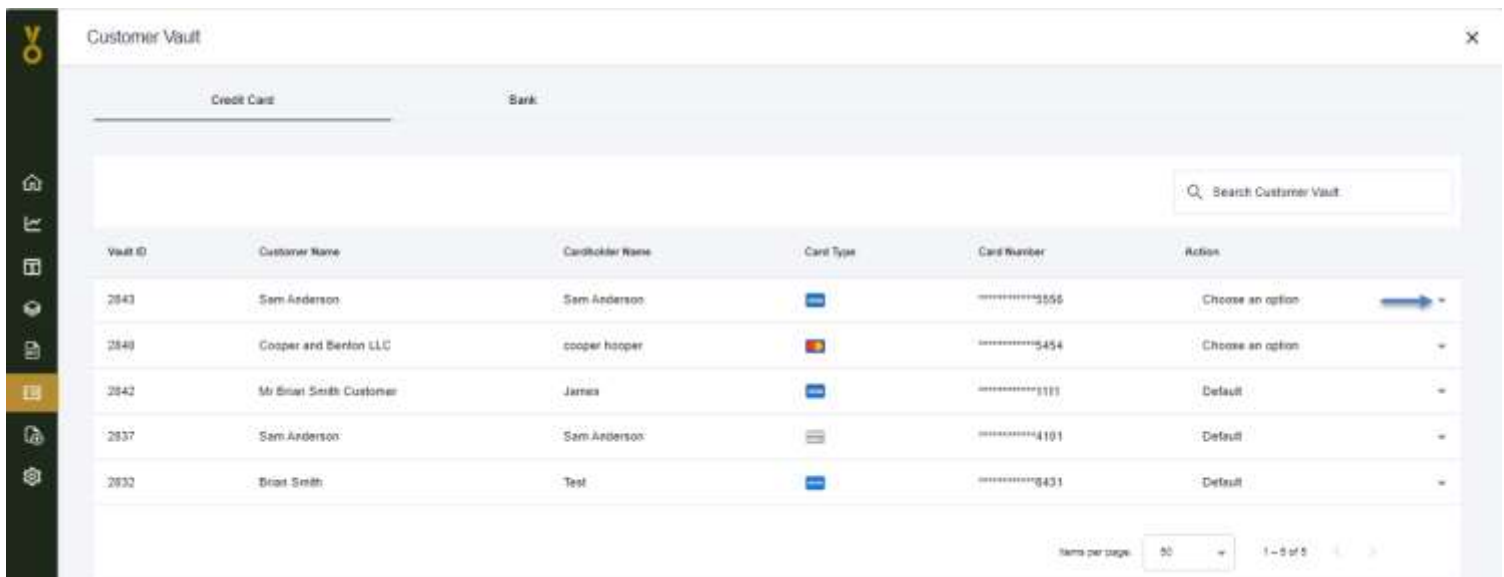 Customer Vault
Credit Card Bank
Search Customer Vault
Vault ID Customer Name Cardholder Name Card Type Card Number Action
2843 Sam Anderson Sam Anderson ************5556 Choose an option
2840 Cooper and Benton LLC cooper hooper ************5454 Choose an option
2842 Mr Brian Smith Customer James ************1111 Default
2837 Sam Anderson Sam Anderson ************4101 Default
2832 Brian Smith Test ************8431 Default
Items per page: 50 1 – 5 of 5